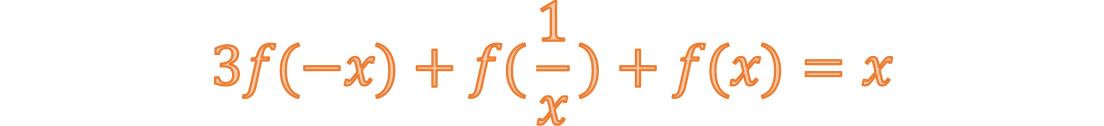 3f(−x) + f(1/x) + f(x) = x